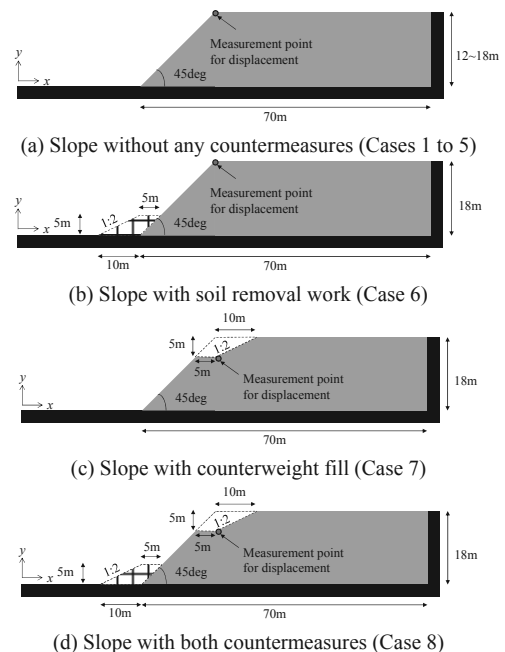 y
x
Measurement point
for displacement
45deg
12~18m
70m
(a) Slope without any countermeasures (Cases 1 to 5)
y
x
5m
1:2
5m
Measurement point
for displacement
45deg
18m
10m
70m
(b) Slope with soil removal work (Case 6)
10m
5m
1:2
5m
y
x
Measurement point
for displacement
45deg
18m
70m
(c) Slope with counterweight fill (Case 7)
10m
5m
1:2
5m
y
x
5m
1:2
5m
Measurement point
for displacement
45deg
18m
10m
70m
(d) Slope with both countermeasures (Case 8)